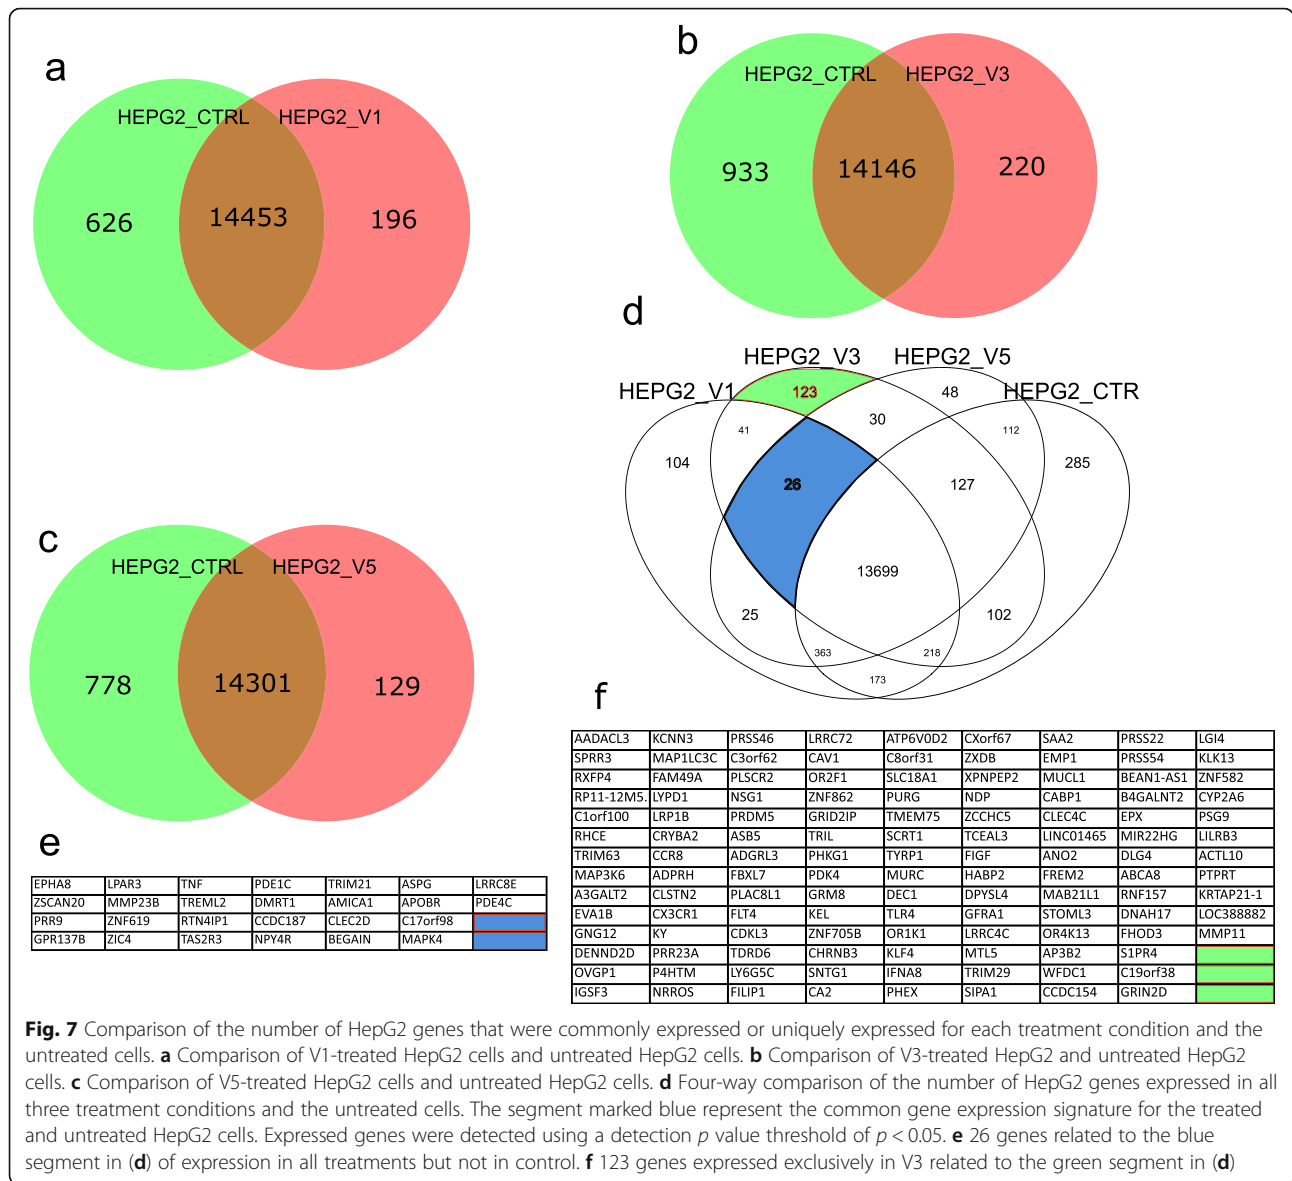 a
HEPG2_CTRL HEPG2_V1
626 14453 196
b
HEPG2_CTRL HEPG2_V3
933 14146 220
c
HEPG2_CTRL HEPG2_V5
778 14301 129
d
HEPG2_V3 HEPG2_V5
HEPG2_V1 HEPG2_CTR
123 48
41 30 112
104 26 127 285
13699
25 102
363 218
173
e
EPHA8 LPAR3 TNF PDE1C TRIM21 ASPG LRRC8E
ZSCAN20 MMP23B TREML2 DMRT1 AMICA1 APOBR PDE4C
PRR9 ZNF619 RTN4IP1 CCDC187 CLEC2D C17orf98
GPR137B ZIC4 TAS2R3 NPY4R BEGAIN MAPK4
f
AADACL3 KCNN3 PRSS46 LRRC72 ATP6V0D2 CXorf67 SAA2 PRSS22 LGI4
SPRR3 MAP1LC3C C3orf62 CAV1 C8orf31 ZXDB EMP1 PRSS54 KLK13
RXFP4 FAM49A PLSCR2 OR2F1 SLC18A1 XPNPEP2 MUCL1 BEAN1-AS1 ZNF582
RP11-12M5. LYPD1 NSG1 ZNF862 PURG NDP CABP1 B4GALNT2 CYP2A6
C1orf100 LRP1B PRDM5 GRID2IP TMEM75 ZCCHC5 CLEC4C EPX PSG9
RHCE CRYBA2 ASB5 TRIL SCRT1 TCEAL3 LINC01465 MIR22HG LILRB3
TRIM63 CCR8 ADGRL3 PHKG1 TYRP1 FIGF ANO2 DLG4 ACTL10
MAP3K6 ADPRH FBXL7 PDK4 MURC HABP2 FREM2 ABCA8 PTPRT
A3GALT2 CLSTN2 PLAC8L1 GRM8 DEC1 DPYSL4 MAB21L1 RNF157 KRTAP21-1
EVA1B CX3CR1 FLT4 KEL TLR4 GFRA1 STOML3 DNAH17 LOC388882
GNG12 KY CDKL3 ZNF705B OR1K1 LRRC4C OR4K13 FHOD3 MMP11
DENND2D PRR23A TDRD6 CHRNB3 KLF4 MTL5 AP3B2 S1PR4
OVGP1 P4HTM LY6G5C SNTG1 IFNA8 TRIM29 WFDC1 C19orf38
IGSF3 NRROS FILIP1 CA2 PHEX SIPA1 CCDC154 GRIN2D
Fig. 7 Comparison of the number of HepG2 genes that were commonly expressed or uniquely expressed for each treatment condition and the
untreated cells. a Comparison of V1-treated HepG2 cells and untreated HepG2 cells. b Comparison of V3-treated HepG2 and untreated HepG2
cells. c Comparison of V5-treated HepG2 cells and untreated HepG2 cells. d Four-way comparison of the number of HepG2 genes expressed in all
three treatment conditions and the untreated cells. The segment marked blue represent the common gene expression signature for the treated
and untreated HepG2 cells. Expressed genes were detected using a detection p value threshold of p < 0.05. e 26 genes related to the blue
segment in (d) of expression in all treatments but not in control. f 123 genes expressed exclusively in V3 related to the green segment in (d)